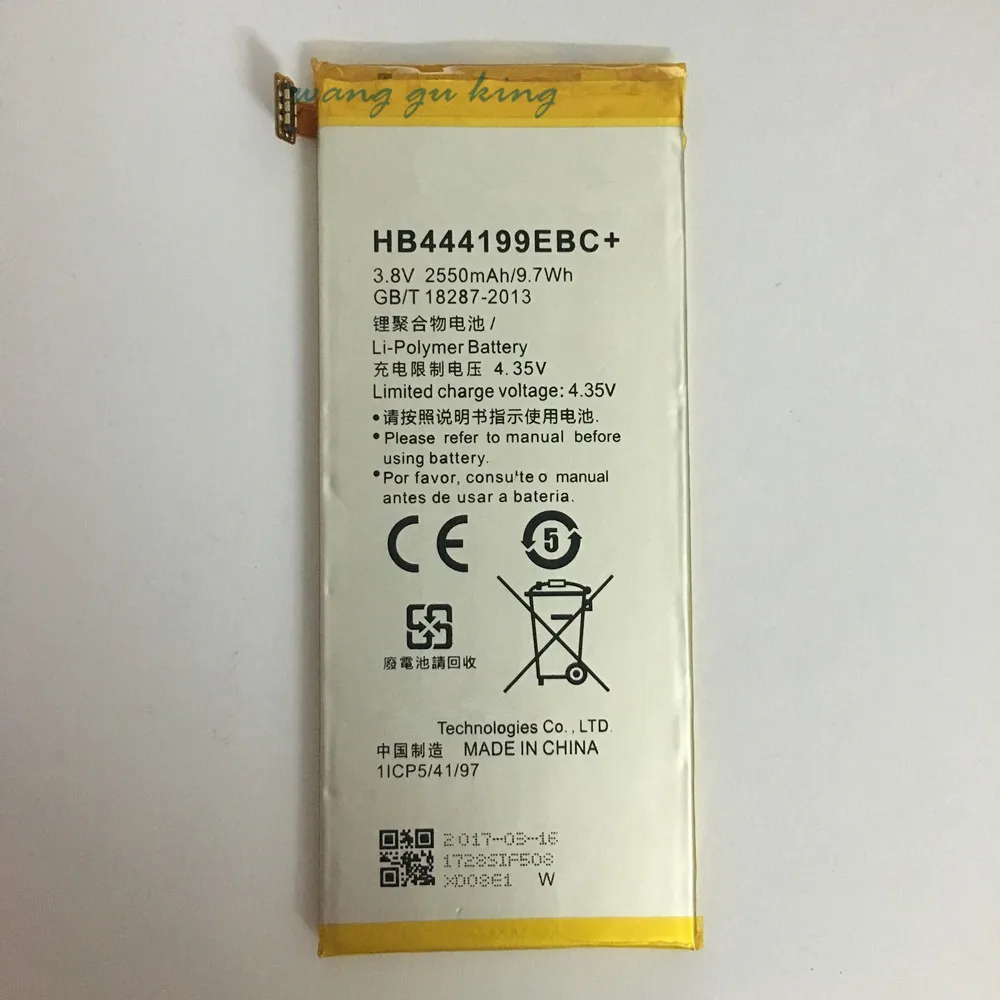 wang gu king
HB444199EBC+
3.8V 2550mAh/9.7Wh
GB/T 18287-2013
锂聚合物电池 /
Li-Polymer Battery
充电限制电压 4.35V
Limited charge voltage: 4.35V
•请按照说明书指示使用电池.
• Please refer to manual before
using battery.
• Por favor, consu'te o manual
antes de usar a bateria.
CE
5
廢電池請回收
Technologies Co., LTD.
中国制造 MADE IN CHINA
1ICP5/41/97
2017-03-16
1728SIF508
XD08E1 W